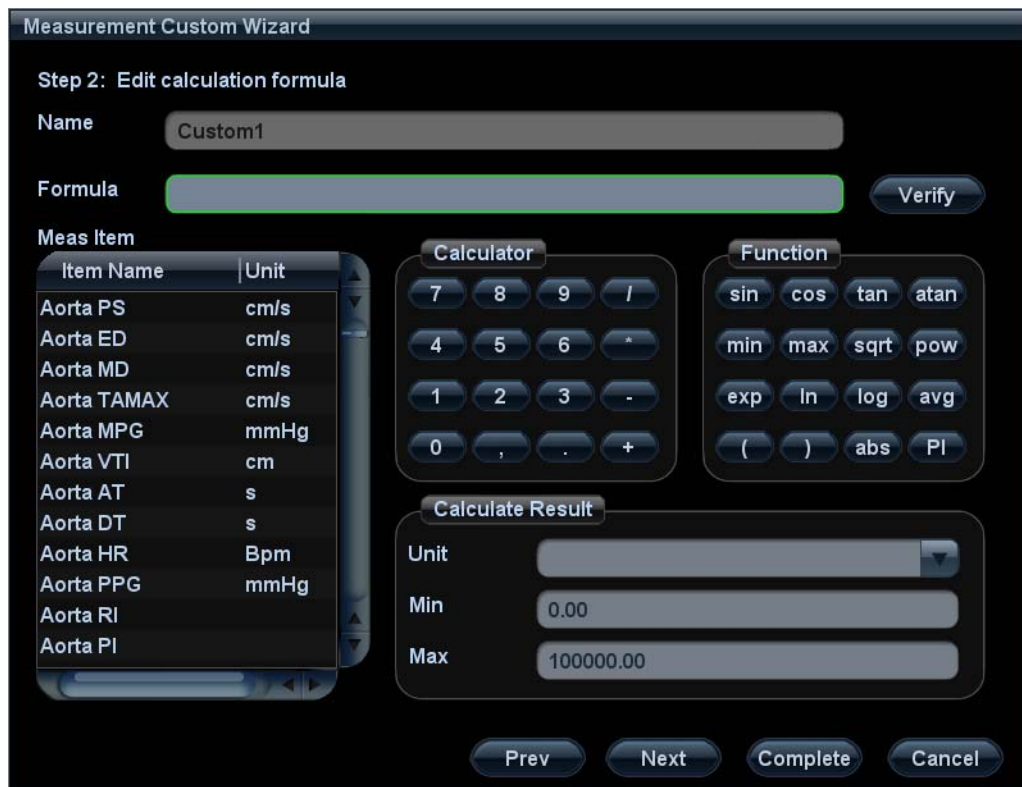 Measurement Custom Wizard
Step 2: Edit calculation formula
Name Custom1
Formula Verify
Meas Item
Item Name Unit
Aorta PS cm/s
Aorta ED cm/s
Aorta MD cm/s
Aorta TAMAX cm/s
Aorta MPG mmHg
Aorta VTI cm
Aorta AT s
Aorta DT s
Aorta HR Bpm
Aorta PPG mmHg
Aorta RI
Aorta PI
Calculator
7 8 9 /
4 5 6 *
1 2 3 -
0 , . +
Function
sin cos tan atan
min max sqrt pow
exp ln log avg
( ) abs PI
Calculate Result
Unit
Min 0.00
Max 100000.00
Prev Next Complete Cancel